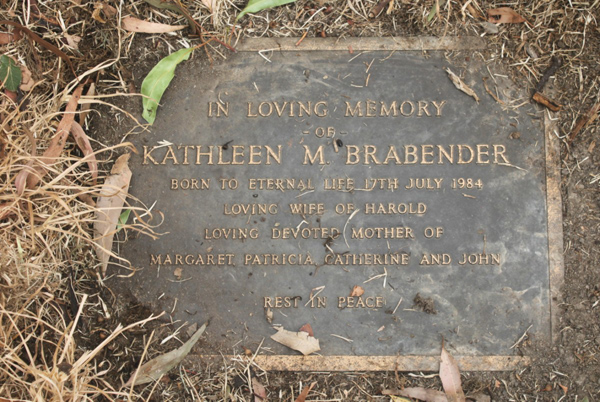 IN LOVING MEMORY
- OF -
KATHLEEN M. BRABENDER
BORN TO ETERNAL LIFE 17TH JULY 1984
LOVING WIFE OF HAROLD
LOVING DEVOTED MOTHER OF
MARGARET PATRICIA CATHERINE AND JOHN
REST IN PEACE